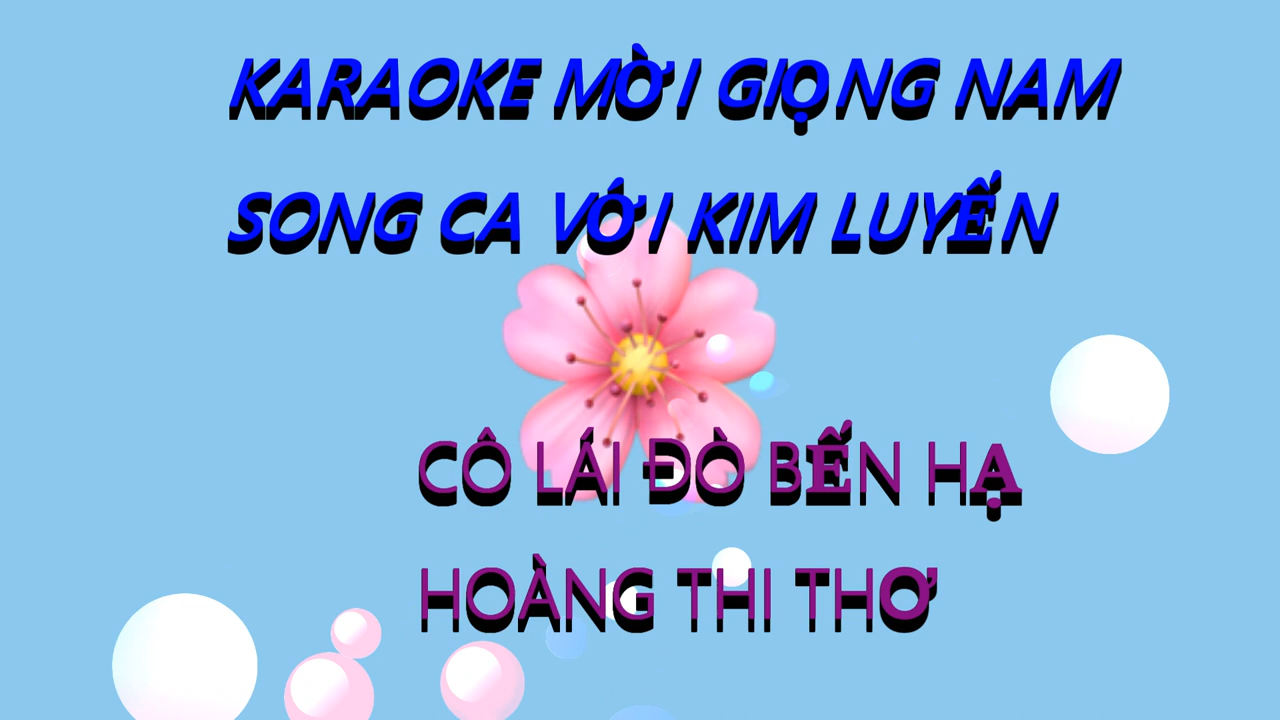 KARAOKE MỜI GIỌNG NAM
SONG CA VỚI KIM LUYẾN
CÔ LÁI ĐÒ BẾN HẠ
HOÀNG THI THƠ